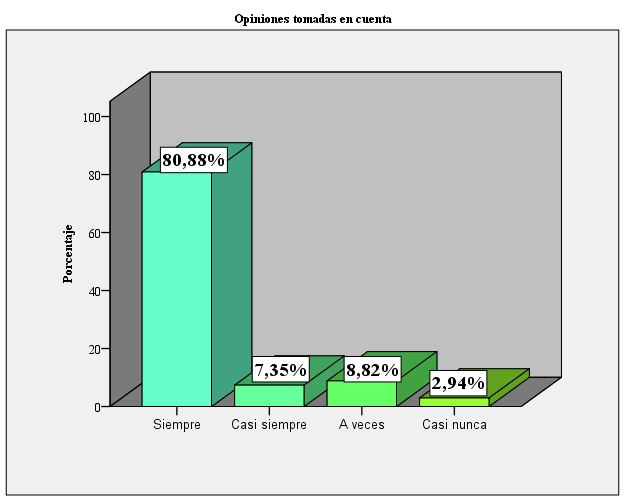 Opiniones tomadas en cuenta
Porcentaje
100
80
60
40
20
0
80,88%
7,35%
8,82%
2,94%
Siempre
Casi siempre
A veces
Casi nunca